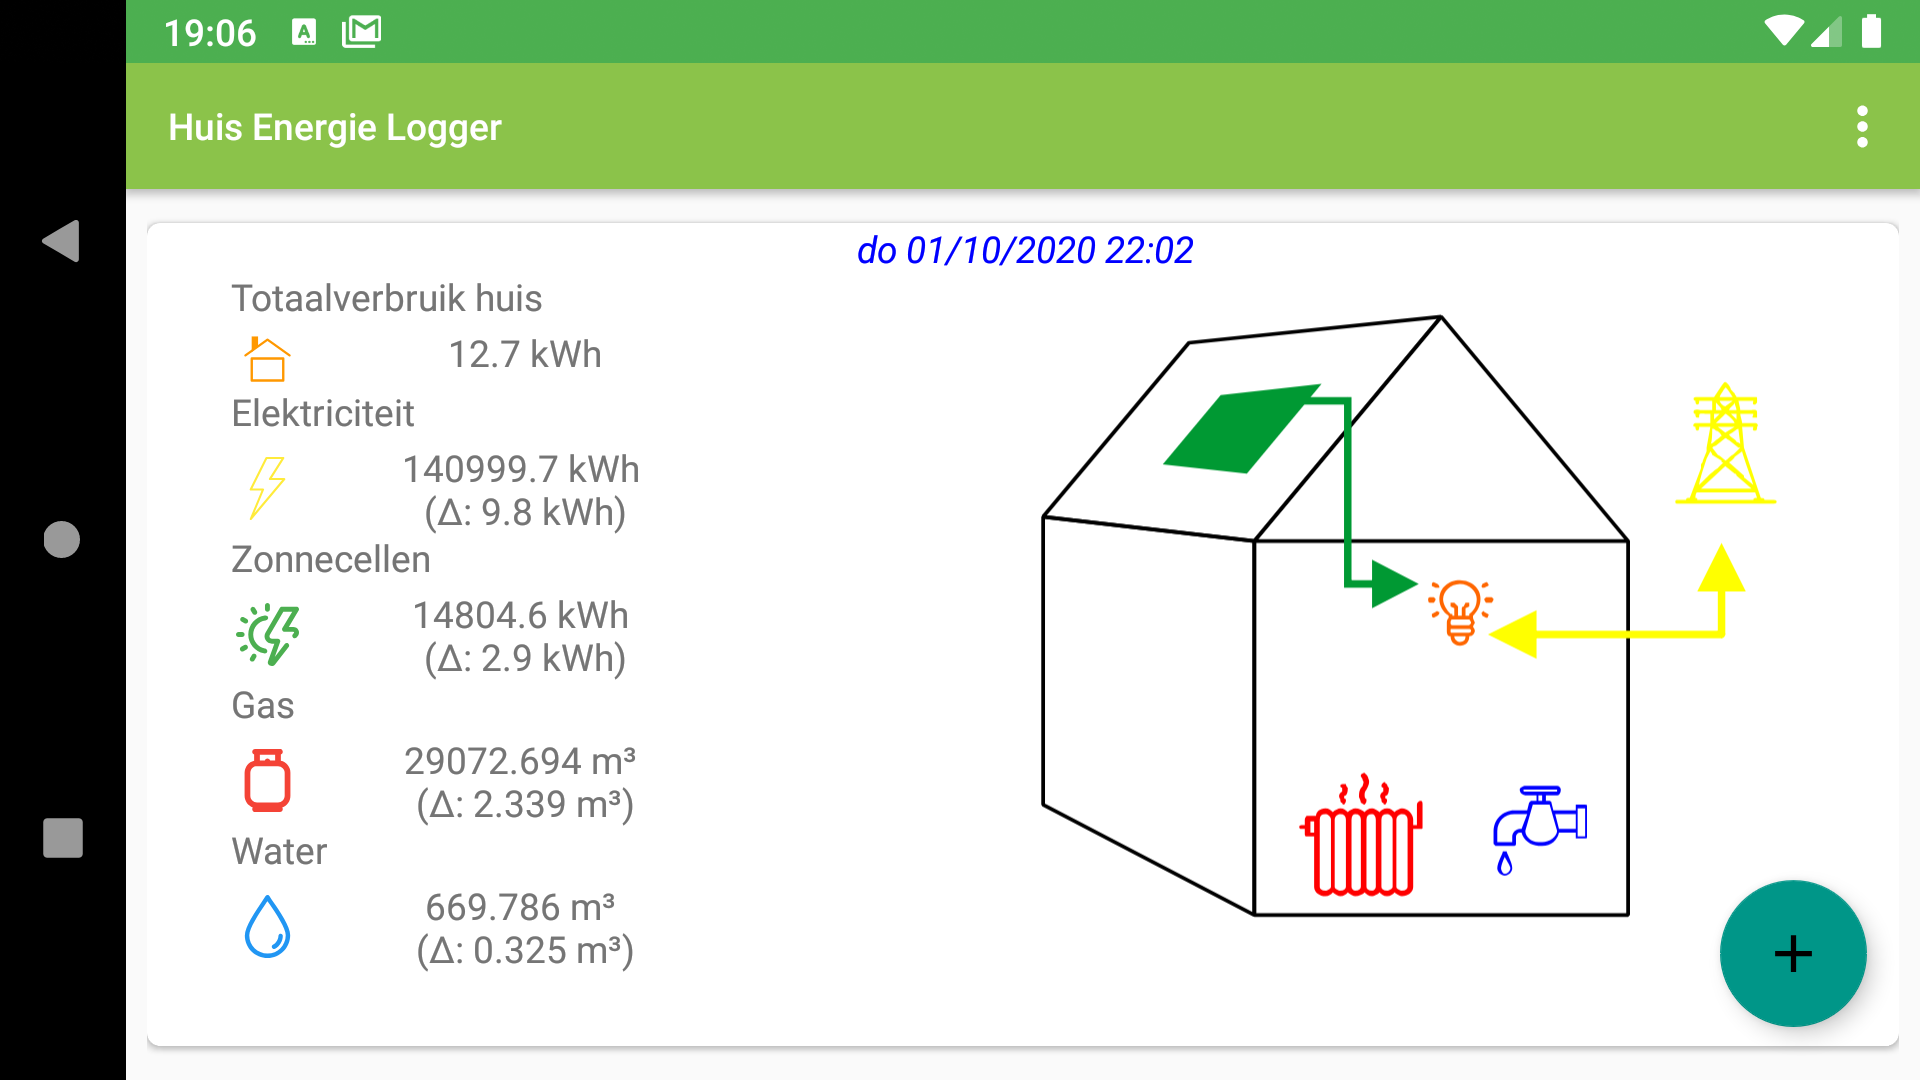 19:06
Huis Energie Logger
do 01/10/2020 22:02
Totaalverbruik huis
12.7 kWh
Elektriciteit
140999.7 kWh
(Δ: 9.8 kWh)
Zonnecellen
14804.6 kWh
(Δ: 2.9 kWh)
Gas
29072.694 m³
(Δ: 2.339 m³)
Water
669.786 m³
(Δ: 0.325 m³)